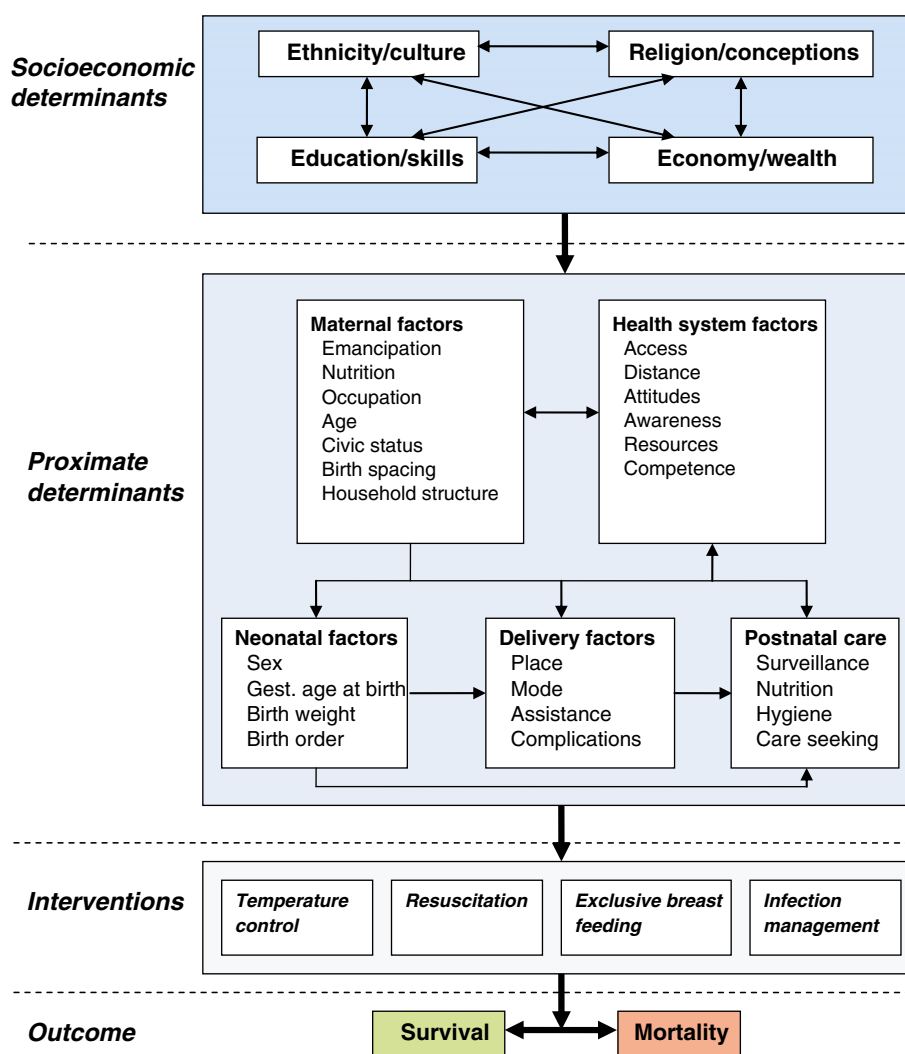 Socioeconomic
determinants
Ethnicity/culture
Religion/conceptions
Education/skills
Economy/wealth
Proximate
determinants
Maternal factors
Emancipation
Nutrition
Occupation
Age
Civic status
Birth spacing
Household structure
Health system factors
Access
Distance
Attitudes
Awareness
Resources
Competence
Neonatal factors
Sex
Gest. age at birth
Birth weight
Birth order
Delivery factors
Place
Mode
Assistance
Complications
Postnatal care
Surveillance
Nutrition
Hygiene
Care seeking
Interventions
Temperature
control
Resuscitation
Exclusive breast
feeding
Infection
management
Outcome
Survival
Mortality